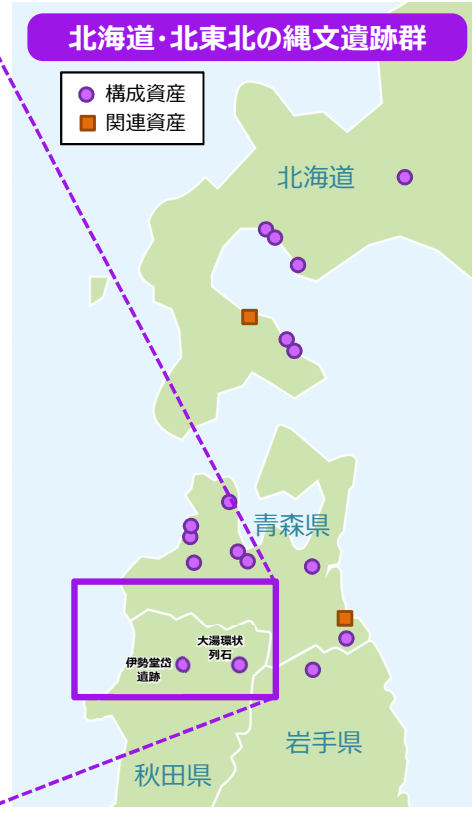 北海道・北東北の縄文遺跡群
構成資産
関連資産
北海道
青森県
大湯環状
列石
伊勢堂岱
遺跡
岩手県
秋田県